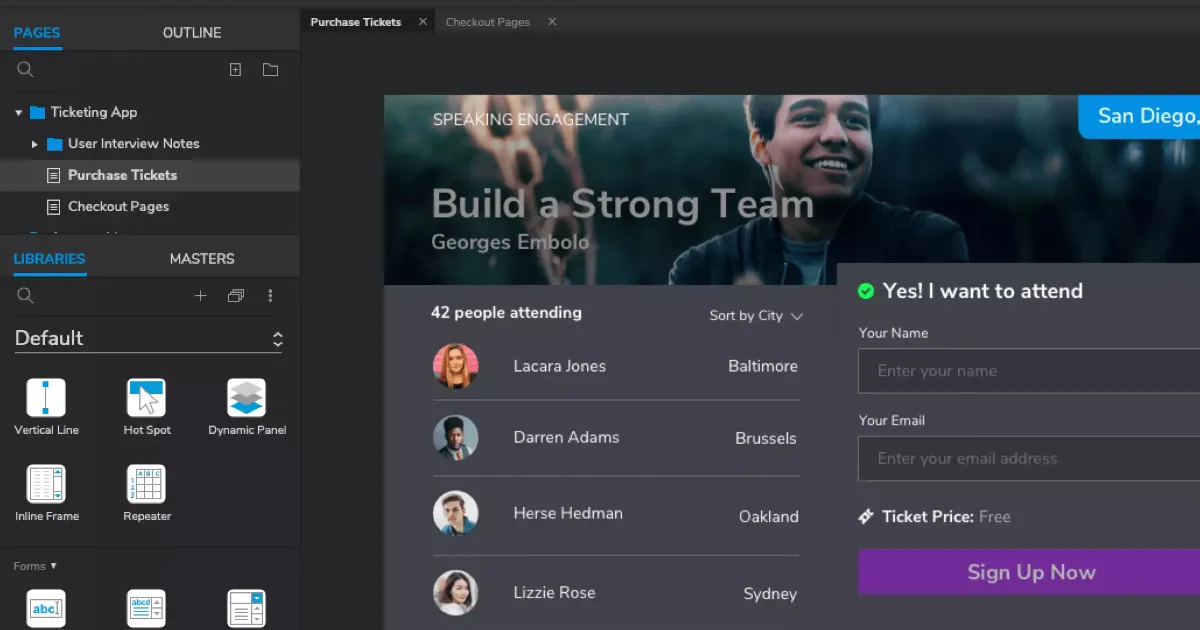 PAGES OUTLINE
Ticketing App
User Interview Notes
Purchase Tickets
Checkout Pages
LIBRARIES MASTERS
Default
Vertical Line Hot Spot Dynamic Panel
Inline Frame Repeater
Forms
abc
abcd
Purchase Tickets Checkout Pages
SPEAKING ENGAGEMENT
San Diego,
Build a Strong Team
Georges Embolo
42 people attending
Sort by City
Lacara Jones Baltimore
Darren Adams Brussels
Herse Hedman Oakland
Lizzie Rose Sydney
Yes! I want to attend
Your Name
Enter your name
Your Email
Enter your email address
Ticket Price: Free
Sign Up Now